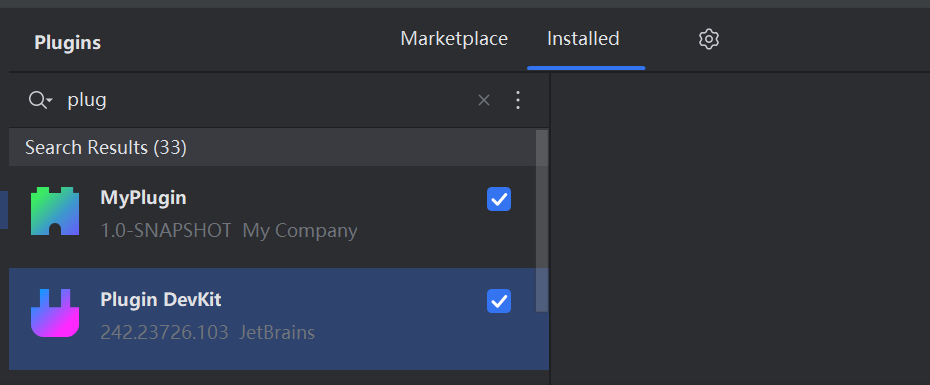 Plugins Marketplace Installed
plug
Search Results (33)
MyPlugin
1.0-SNAPSHOT My Company
Plugin DevKit
242.23726.103 JetBrains